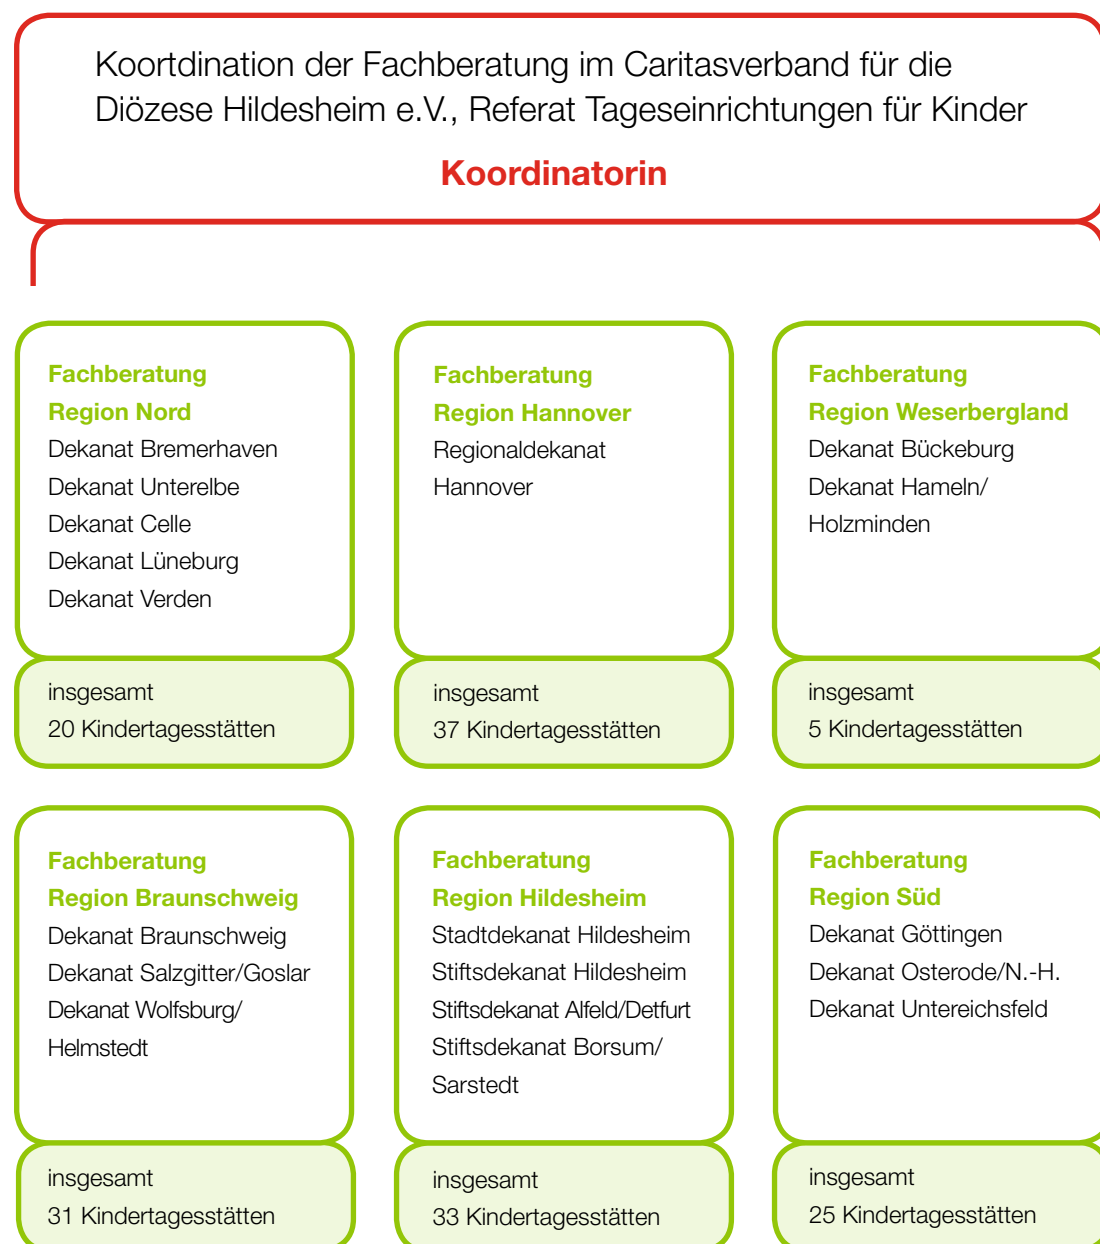 Koortdination der Fachberatung im Caritasverband für die
Diözese Hildesheim e.V., Referat Tageseinrichtungen für Kinder
Koordinatorin
Fachberatung
Region Nord
Dekanat Bremerhaven
Dekanat Unterelbe
Dekanat Celle
Dekanat Lüneburg
Dekanat Verden
insgesamt
20 Kindertagesstätten
Fachberatung
Region Hannover
Regionaldekanat
Hannover
insgesamt
37 Kindertagesstätten
Fachberatung
Region Weserbergland
Dekanat Bückeburg
Dekanat Hameln/
Holzminden
insgesamt
5 Kindertagesstätten
Fachberatung
Region Braunschweig
Dekanat Braunschweig
Dekanat Salzgitter/Goslar
Dekanat Wolfsburg/
Helmstedt
insgesamt
31 Kindertagesstätten
Fachberatung
Region Hildesheim
Stadtdekanat Hildesheim
Stiftsdekanat Hildesheim
Stiftsdekanat Alfeld/Detfurt
Stiftsdekanat Borsum/
Sarstedt
insgesamt
33 Kindertagesstätten
Fachberatung
Region Süd
Dekanat Göttingen
Dekanat Osterode/N.-H.
Dekanat Untereichsfeld
insgesamt
25 Kindertagesstätten